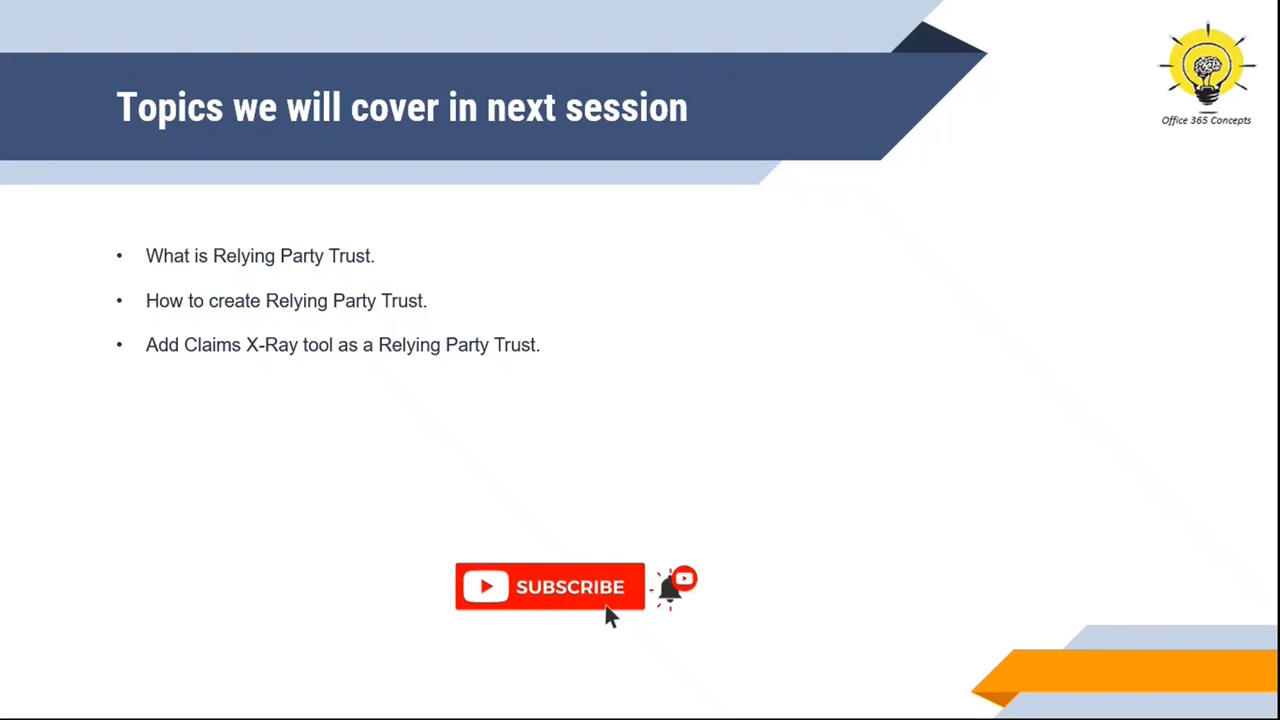 Topics we will cover in next session
Office 365 Concepts
• What is Relying Party Trust.
• How to create Relying Party Trust.
• Add Claims X-Ray tool as a Relying Party Trust.
SUBSCRIBE